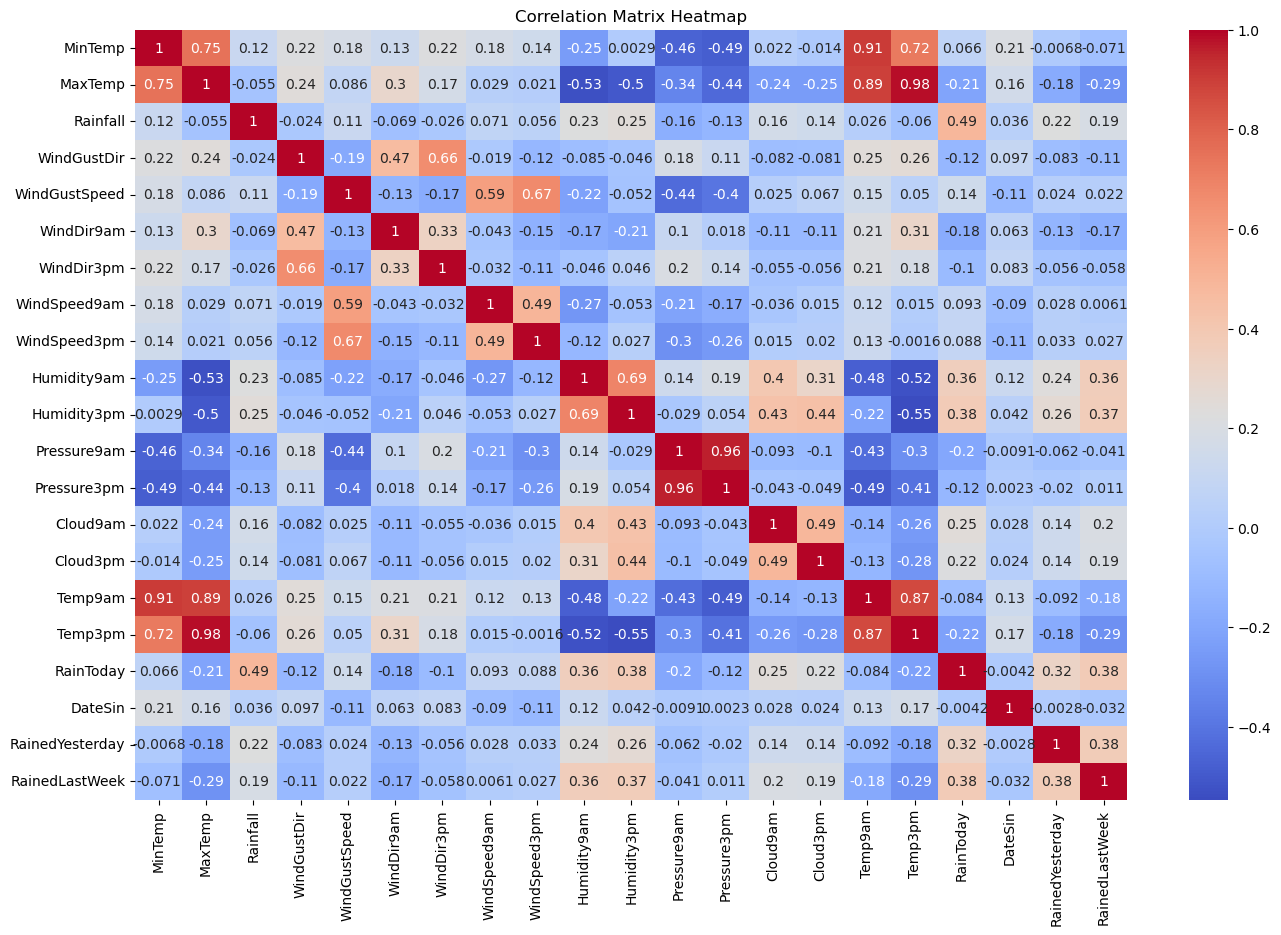 Correlation Matrix Heatmap
MinTemp 1 0.75 0.12 0.22 0.18 0.13 0.22 0.18 0.14 -0.25 0.0029 -0.46 -0.49 0.022 -0.014 0.91 0.72 0.066 0.21 -0.0068 -0.071
MaxTemp 0.75 1 -0.055 0.24 0.086 0.3 0.17 0.029 0.021 -0.53 -0.5 -0.34 -0.44 -0.24 -0.25 0.89 0.98 -0.21 0.16 -0.18 -0.29
Rainfall 0.12 -0.055 1 -0.024 0.11 -0.069 -0.026 0.071 0.056 0.23 0.25 -0.16 -0.13 0.16 0.14 0.026 -0.06 0.49 0.036 0.22 0.19
WindGustDir 0.22 0.24 -0.024 1 -0.19 0.47 0.66 -0.019 -0.12 -0.085 -0.046 0.18 0.11 -0.082 -0.081 0.25 0.26 -0.12 0.097 -0.083 -0.11
WindGustSpeed 0.18 0.086 0.11 -0.19 1 -0.13 -0.17 0.59 0.67 -0.22 -0.052 -0.44 -0.4 0.025 0.067 0.15 0.05 0.14 -0.11 0.024 0.022
WindDir9am 0.13 0.3 -0.069 0.47 -0.13 1 0.33 -0.043 -0.15 -0.17 -0.21 0.1 0.018 -0.11 -0.11 0.21 0.31 -0.18 0.063 -0.13 -0.17
WindDir3pm 0.22 0.17 -0.026 0.66 -0.17 0.33 1 -0.032 -0.11 -0.046 0.046 0.2 0.14 -0.055 -0.056 0.21 0.18 -0.1 0.083 -0.056 -0.058
WindSpeed9am 0.18 0.029 0.071 -0.019 0.59 -0.043 -0.032 1 0.49 -0.27 -0.053 -0.21 -0.17 -0.036 0.015 0.12 0.015 0.093 -0.09 0.028 0.0061
WindSpeed3pm 0.14 0.021 0.056 -0.12 0.67 -0.15 -0.11 0.49 1 -0.12 0.027 -0.3 -0.26 0.015 0.02 0.13 -0.0016 0.088 -0.11 0.033 0.027
Humidity9am -0.25 -0.53 0.23 -0.085 -0.22 -0.17 -0.046 -0.27 -0.12 1 0.69 0.14 0.19 0.4 0.31 -0.48 -0.52 0.36 0.12 0.24 0.36
Humidity3pm 0.0029 -0.5 0.25 -0.046 -0.052 -0.21 0.046 -0.053 0.027 0.69 1 -0.029 0.054 0.43 0.44 -0.22 -0.55 0.38 0.042 0.26 0.37
Pressure9am -0.46 -0.34 -0.16 0.18 -0.44 0.1 0.2 -0.21 -0.3 0.14 -0.029 1 0.96 -0.093 -0.1 -0.43 -0.3 -0.2 -0.0091 -0.062 -0.041
Pressure3pm -0.49 -0.44 -0.13 0.11 -0.4 0.018 0.14 -0.17 -0.26 0.19 0.054 0.96 1 -0.043 -0.049 -0.49 -0.41 -0.12 0.0023 -0.02 0.011
Cloud9am 0.022 -0.24 0.16 -0.082 0.025 -0.11 -0.055 -0.036 0.015 0.4 0.43 -0.093 -0.043 1 0.49 -0.14 -0.26 0.25 0.028 0.14 0.2
Cloud3pm -0.014 -0.25 0.14 -0.081 0.067 -0.11 -0.056 0.015 0.02 0.31 0.44 -0.1 -0.049 0.49 1 -0.13 -0.28 0.22 0.024 0.14 0.19
Temp9am 0.91 0.89 0.026 0.25 0.15 0.21 0.21 0.12 0.13 -0.48 -0.22 -0.43 -0.49 -0.14 -0.13 1 0.87 -0.084 0.13 -0.092 -0.18
Temp3pm 0.72 0.98 -0.06 0.26 0.05 0.31 0.18 0.015 -0.0016 -0.52 -0.55 -0.3 -0.41 -0.26 -0.28 0.87 1 -0.22 0.17 -0.18 -0.29
RainToday 0.066 -0.21 0.49 -0.12 0.14 -0.18 -0.1 0.093 0.088 0.36 0.38 -0.2 -0.12 0.25 0.22 -0.084 -0.22 1 -0.0042 0.32 0.38
DateSin 0.21 0.16 0.036 0.097 -0.11 0.063 0.083 -0.09 -0.11 0.12 0.042 -0.0091 0.0023 0.028 0.024 0.13 0.17 -0.0042 1 -0.0028 -0.032
RainedYesterday -0.0068 -0.18 0.22 -0.083 0.024 -0.13 -0.056 0.028 0.033 0.24 0.26 -0.062 -0.02 0.14 0.14 -0.092 -0.18 0.32 -0.0028 1 0.38
RainedLastWeek -0.071 -0.29 0.19 -0.11 0.022 -0.17 -0.058 0.0061 0.027 0.36 0.37 -0.041 0.011 0.2 0.19 -0.18 -0.29 0.38 -0.032 0.38 1
MinTemp
MaxTemp
Rainfall
WindGustDir
WindGustSpeed
WindDir9am
WindDir3pm
WindSpeed9am
WindSpeed3pm
Humidity9am
Humidity3pm
Pressure9am
Pressure3pm
Cloud9am
Cloud3pm
Temp9am
Temp3pm
RainToday
DateSin
RainedYesterday
RainedLastWeek
1.0
0.8
0.6
0.4
0.2
0.0
−0.2
−0.4